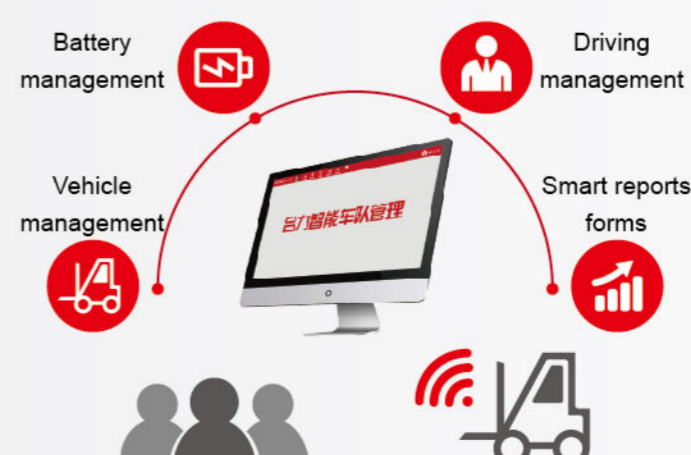 Battery
management
Driving
management
Vehicle
management
Smart reports
forms
合力智能车队管理